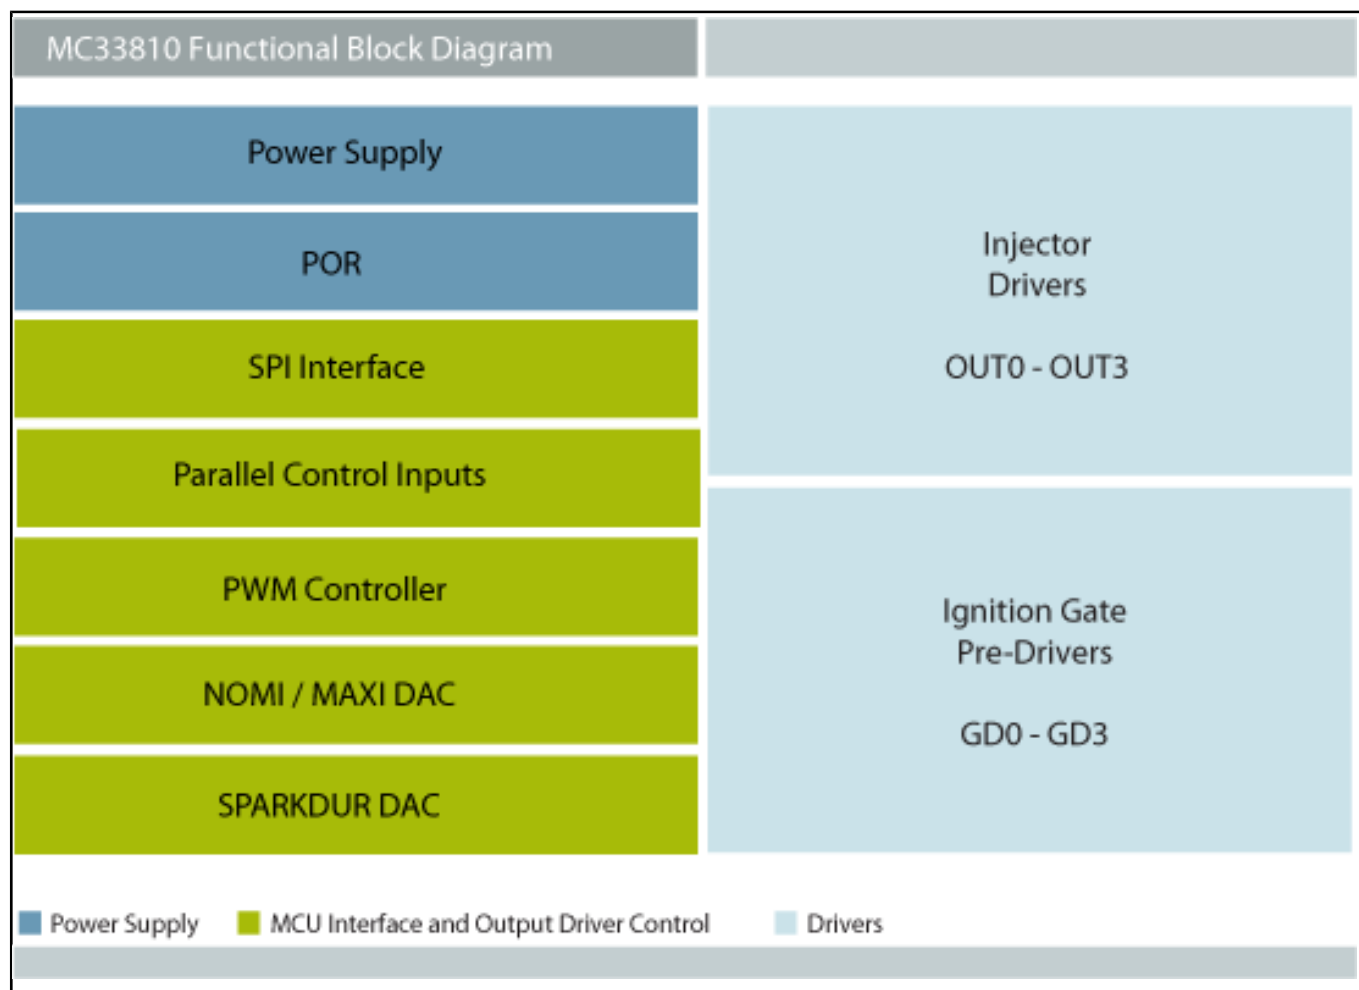 MC33810 Functional Block Diagram
Power Supply
POR
SPI Interface
Parallel Control Inputs
PWM Controller
NOMI / MAXI DAC
SPARKDUR DAC
Injector
Drivers
OUT0 - OUT3
Ignition Gate
Pre-Drivers
GD0 - GD3
Power Supply
MCU Interface and Output Driver Control
Drivers